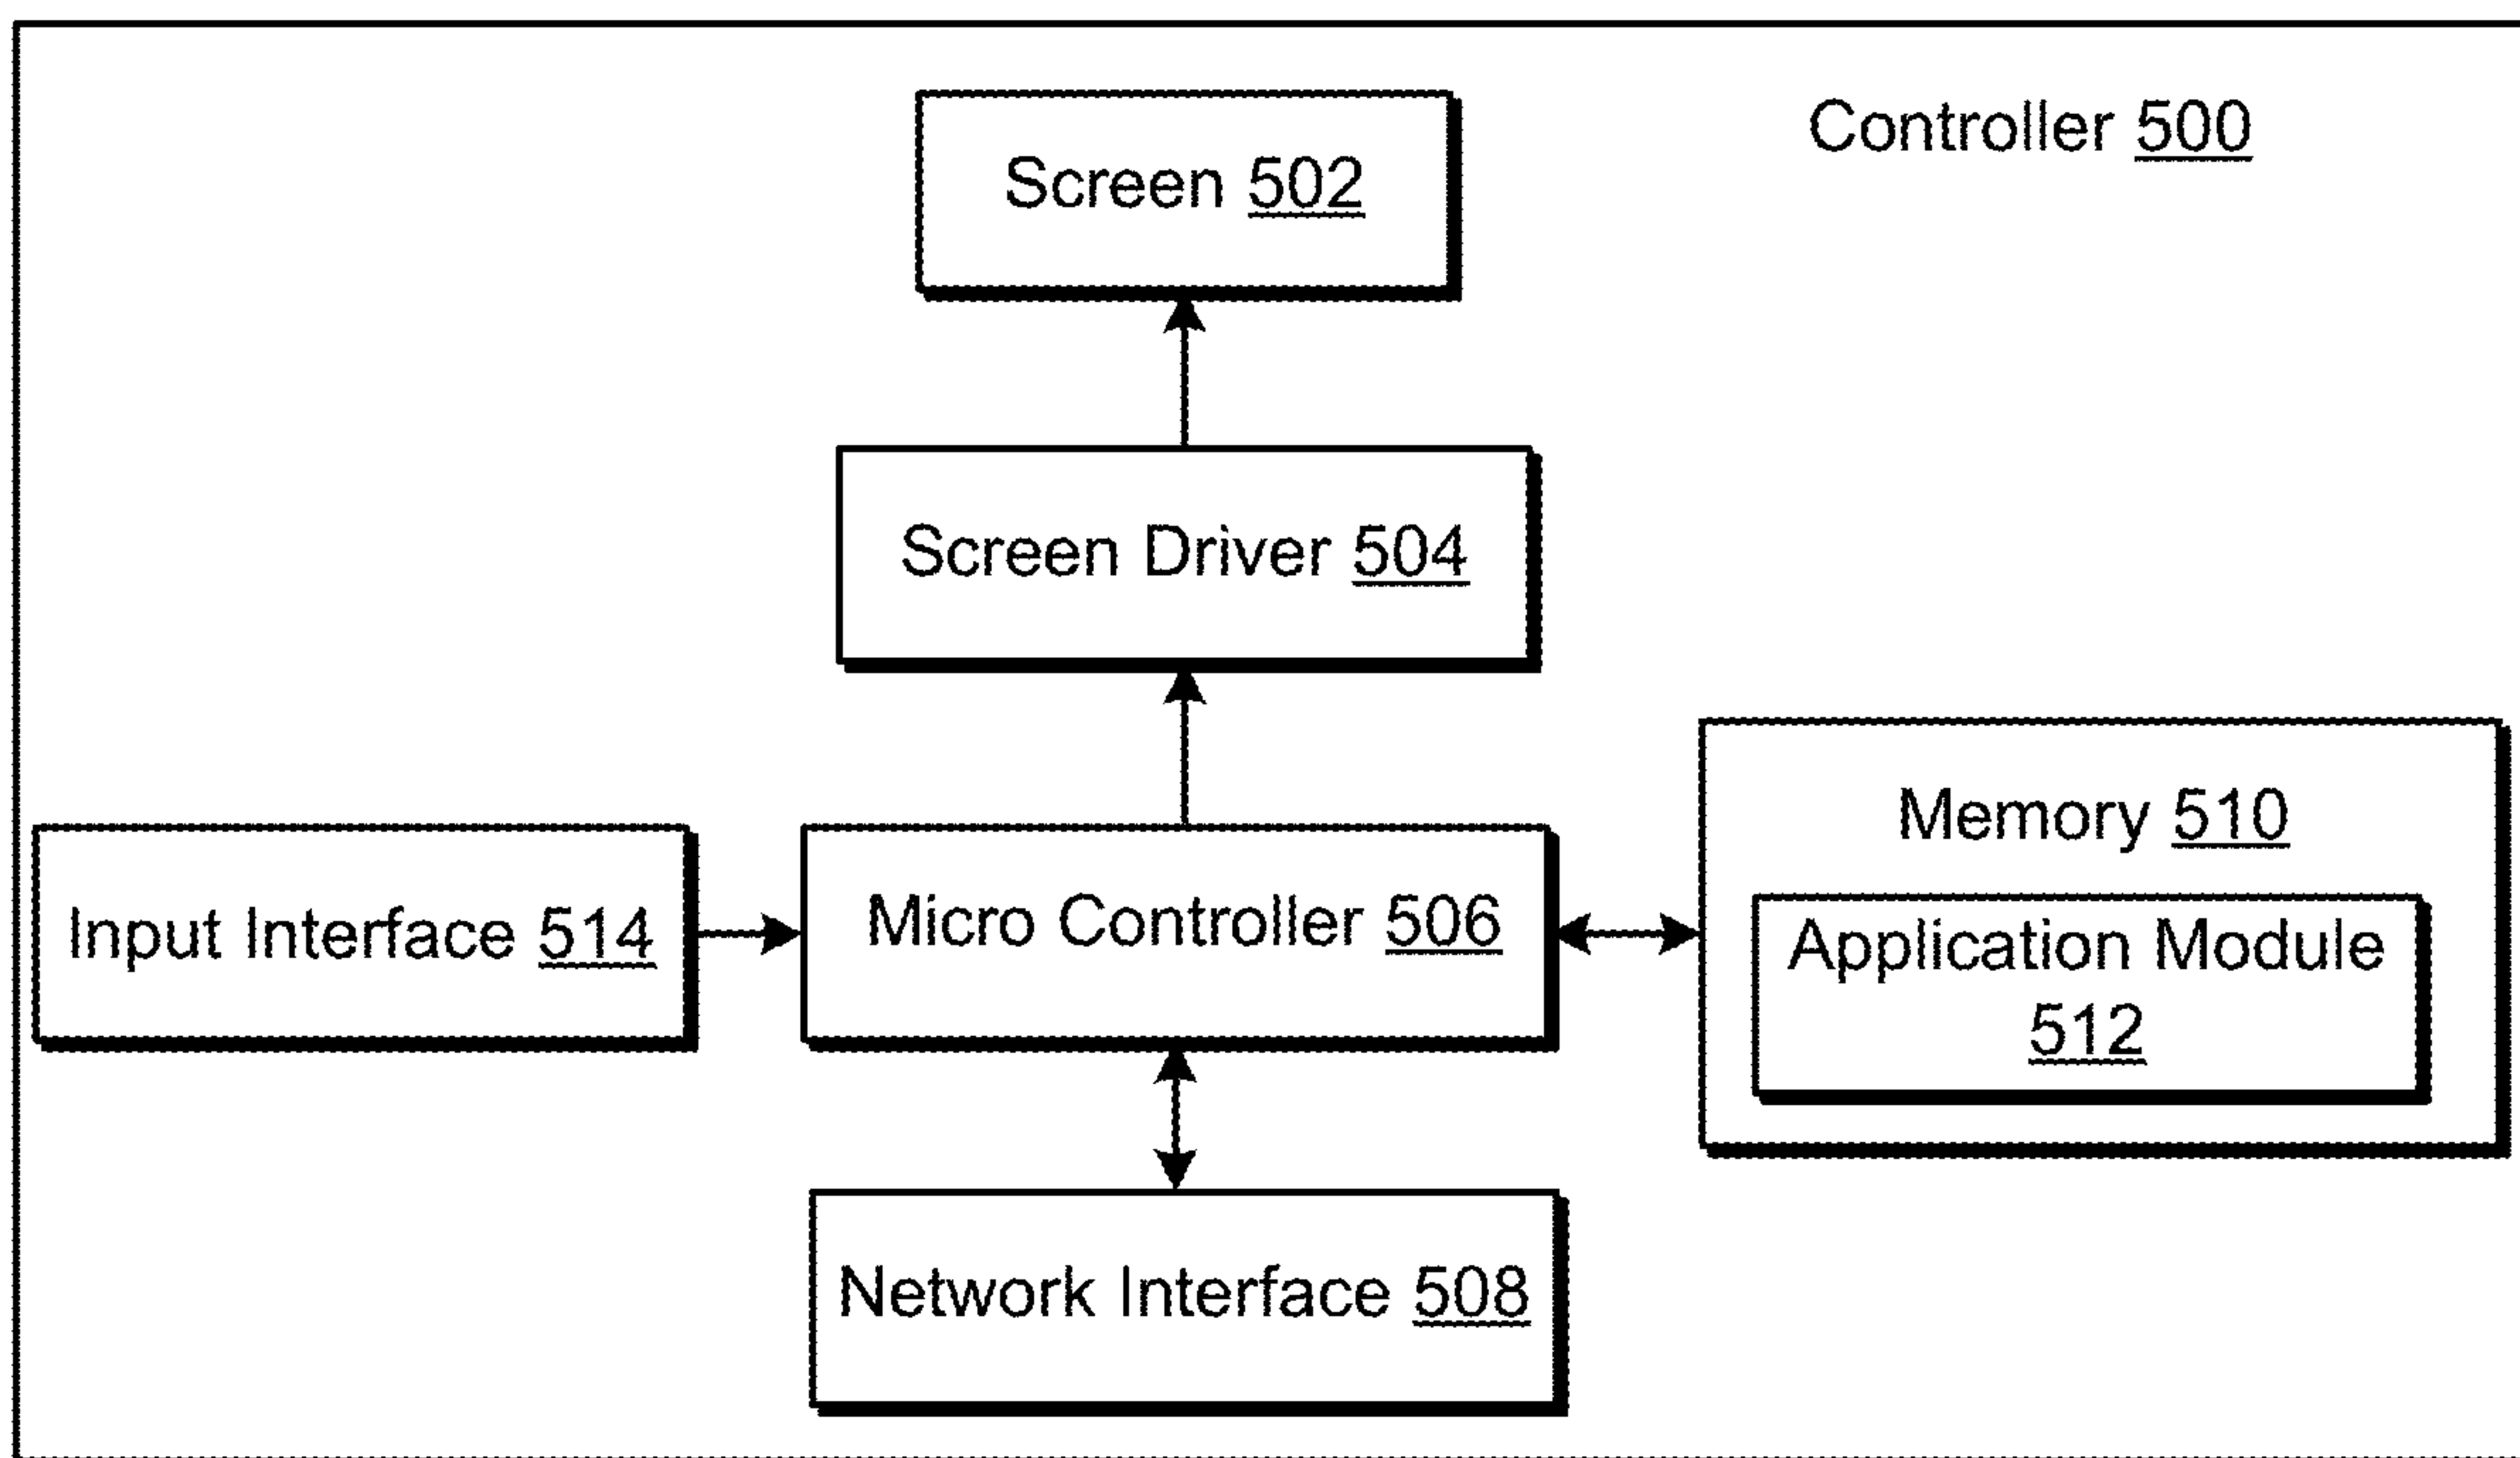 Controller 500
Screen 502
Screen Driver 504
Memory 510
Input Interface 514
Micro Controller 506
Application Module
512
Network Interface 508